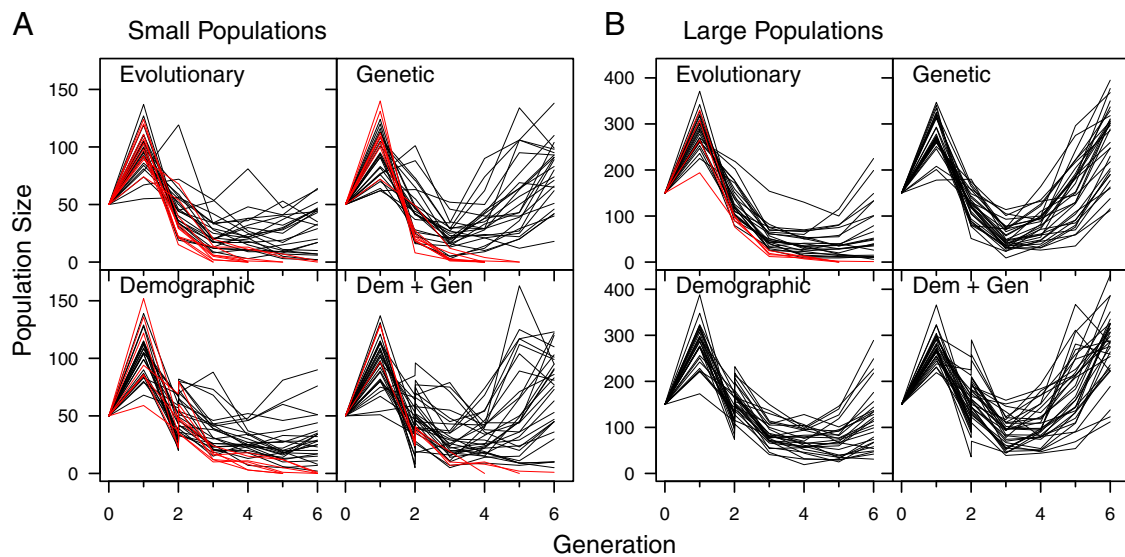 A Small Populations
B Large Populations
Evolutionary Genetic
Evolutionary Genetic
150
100
50
0
400
300
200
100
0
Demographic Dem + Gen
Demographic Dem + Gen
150
100
50
0
400
300
200
100
0
Population Size
0 2 4 6 0 2 4 6
0 2 4 6 0 2 4 6
Generation